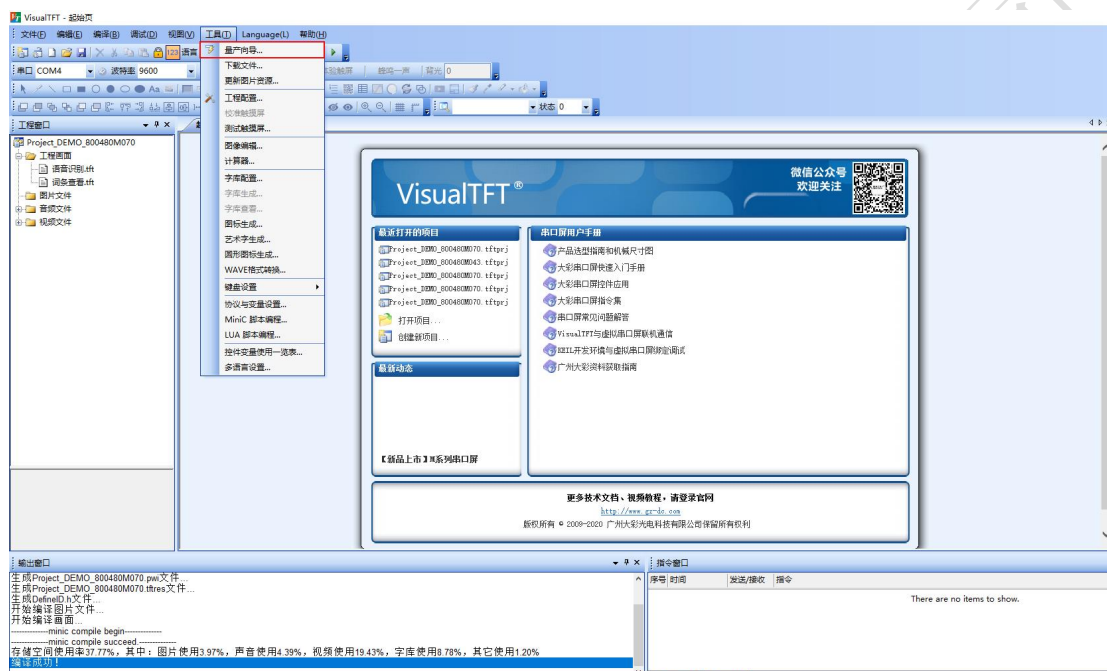 VisualTFT - 起始页
文件(F) 编辑(E) 编译(B) 调试(D) 视图(V) 工具(T) Language(L) 帮助(H)
123 语言
串口 COM4 波特率 9600 蜂鸣一声 背光 0
Aa
状态 0
量产向导...
下载文件...
更新图片资源...
工程配置...
校准触摸屏
测试触摸屏...
图像编辑...
计算器...
字库配置...
字库生成...
字库查看...
图标生成...
艺术字生成...
圆形图标生成...
WAVE格式转换...
键盘设置
协议与变量设置...
MiniC 脚本编程...
LUA 脚本编程...
控件变量使用一览表...
多语言设置...
工程窗口
Project_DEMO_800480M070
工程画面
语音识别.tft
词条查看.tft
图片文件
音频文件
视频文件
VisualTFT®
微信公众号
欢迎关注
最近打开的项目
Project_DEMO_800480M070.tftprj
Project_DEMO_800480M043.tftprj
Project_DEMO_800480M070.tftprj
Project_DEMO_800480M070.tftprj
打开项目...
创建新项目...
最新动态
【新品上市】M系列串口屏
串口屏用户手册
产品选型指南和机械尺寸图
大彩串口屏快速入门手册
大彩串口屏控件应用
大彩串口屏指令集
串口屏常见问题解答
VisualTFT与虚拟串口屏联机通信
KEIL开发环境与虚拟串口屏绑定调试
广州大彩资料获取指南
更多技术文档、视频教程，请登录官网
http://www.gz-dc.com
版权所有 © 2009-2020 广州大彩光电科技有限公司保留所有权利
输出窗口
生成Project_DEMO_800480M070.pwi文件...
生成Project_DEMO_800480M070.tftres文件...
生成DefineID.h文件...
开始编译图片文件...
开始编译画面...
-------------minic compile begin-------------
-------------minic compile succeed.-------------
存储空间使用率37.77%，其中：图片使用3.97%，声音使用4.39%，视频使用19.43%，字库使用8.78%，其它使用1.20%
编译成功！
指令窗口
序号 时间 发送/接收 指令
There are no items to show.